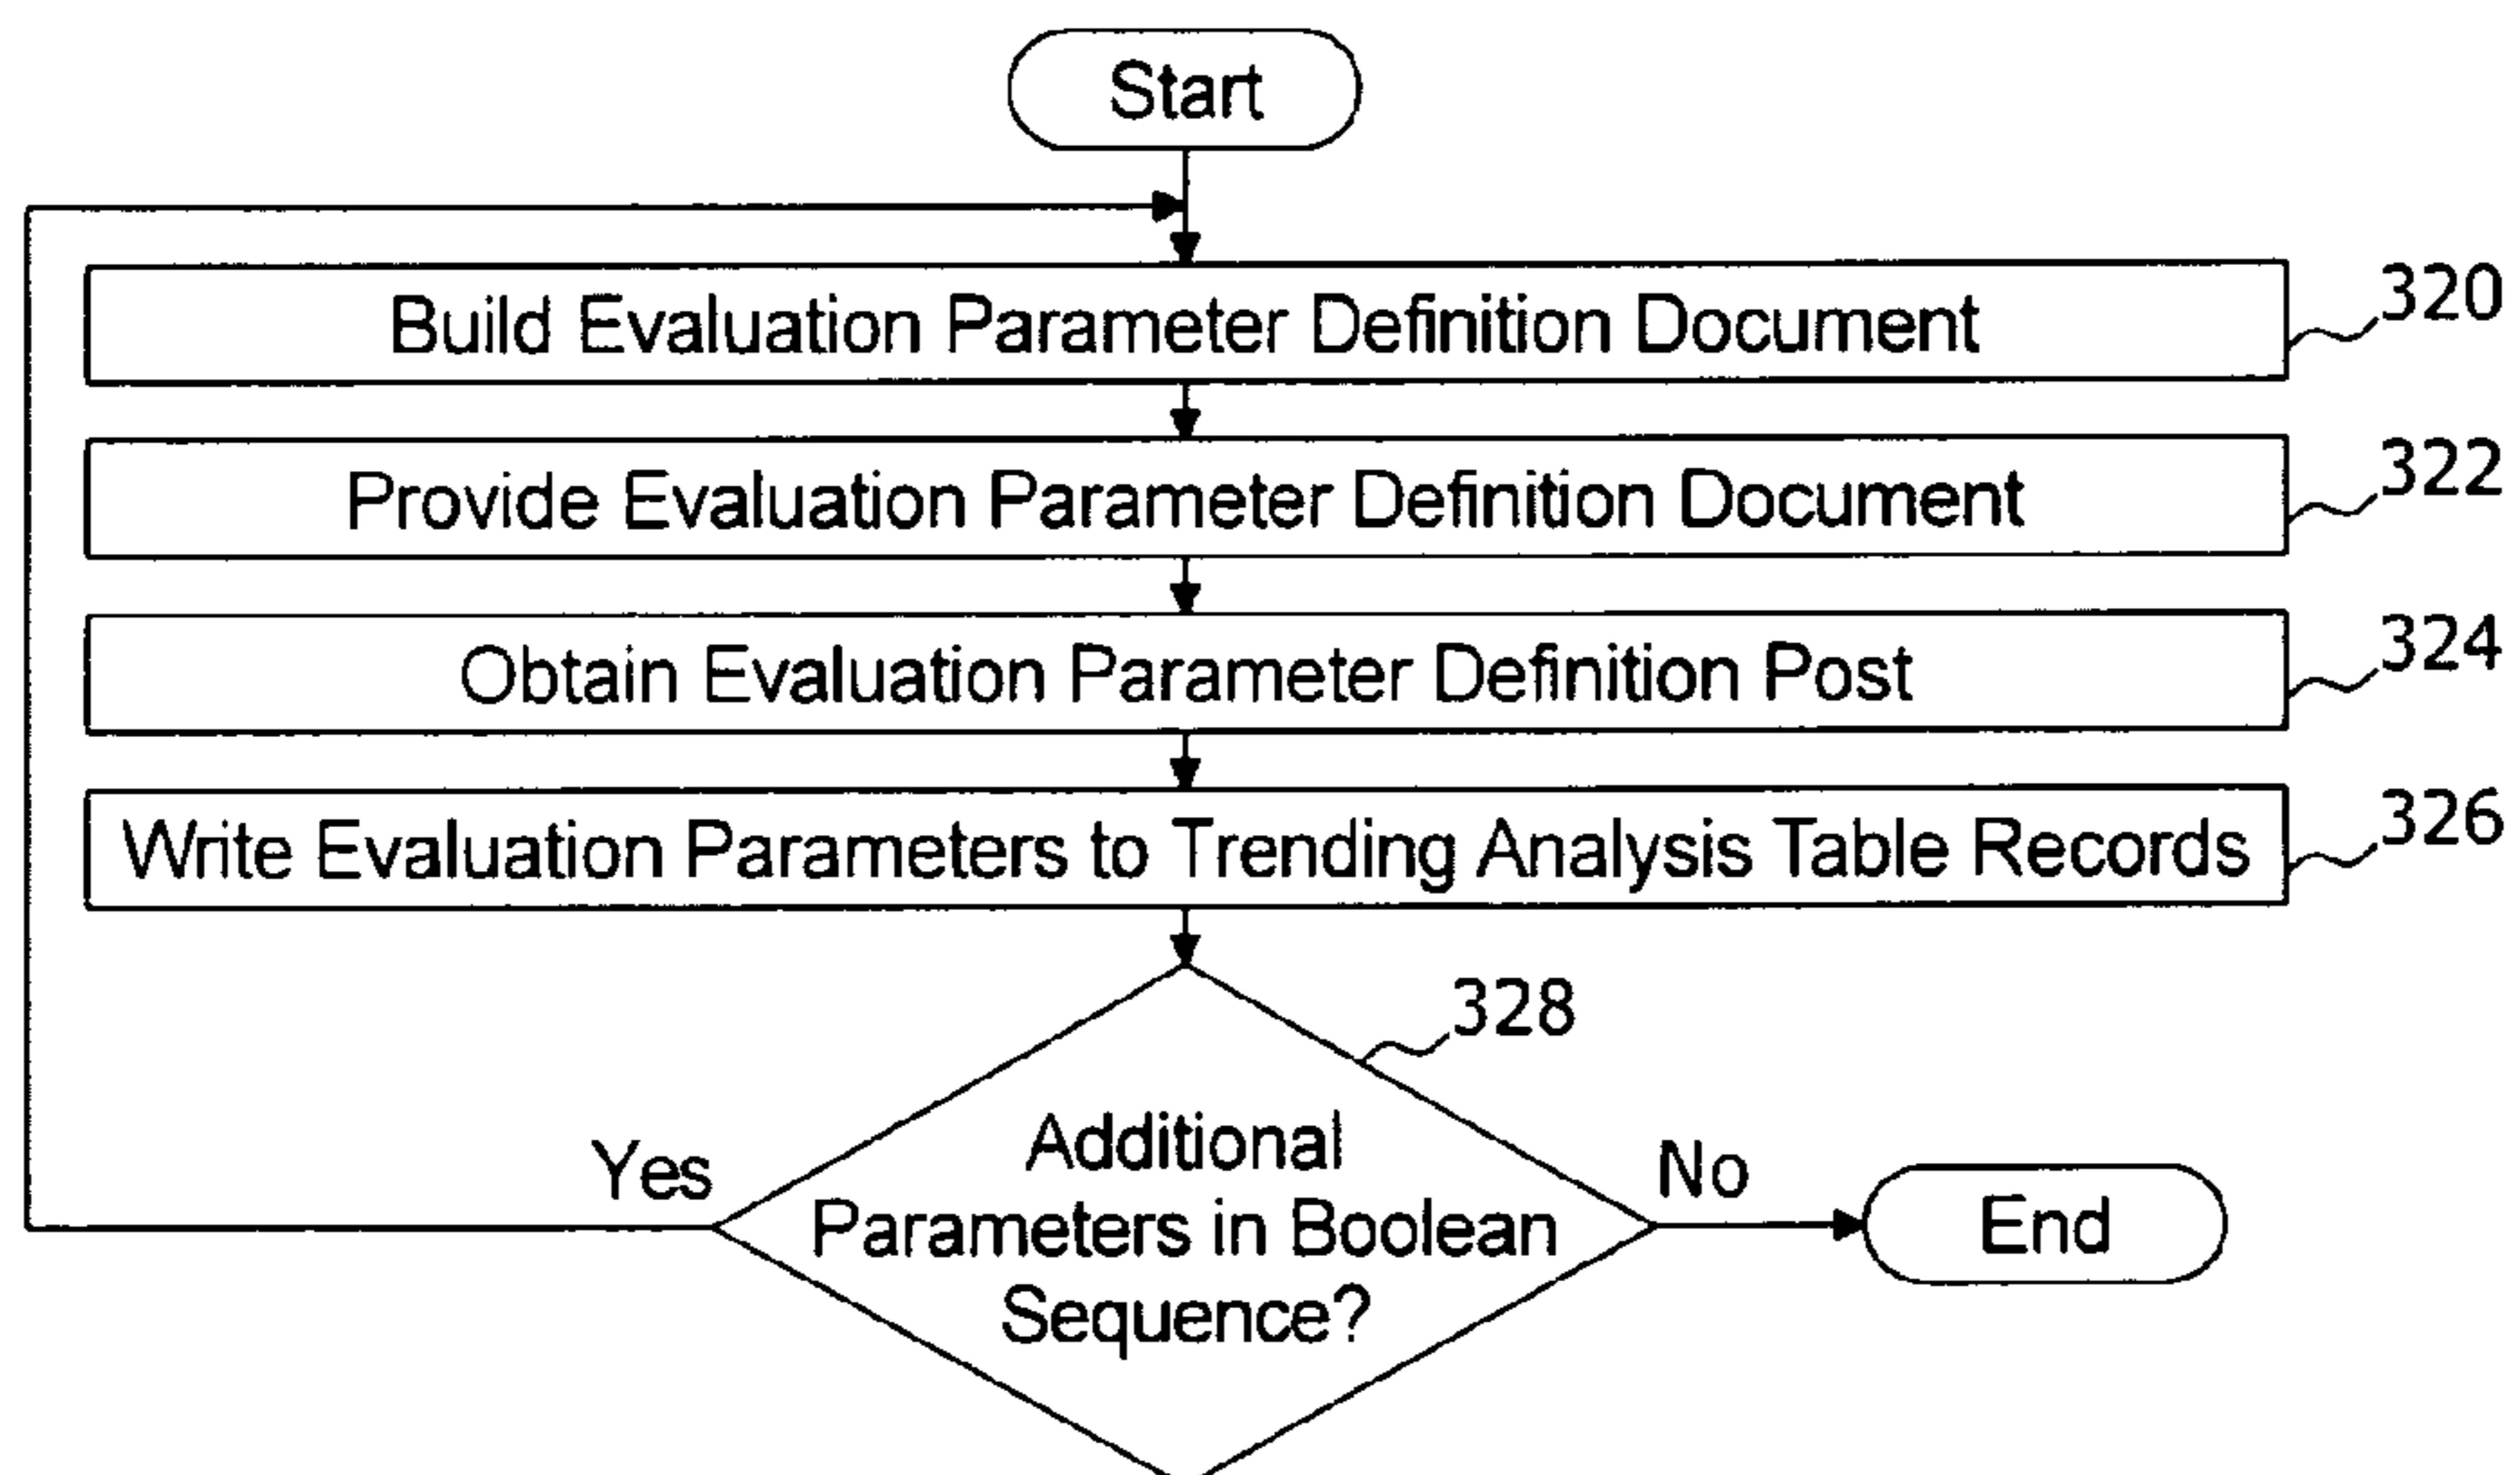 Start
Build Evaluation Parameter Definition Document
320
Provide Evaluation Parameter Definition Document
322
Obtain Evaluation Parameter Definition Post
324
Write Evaluation Parameters to Trending Analysis Table Records
326
328
Additional
Parameters in Boolean
Sequence?
Yes
No
End